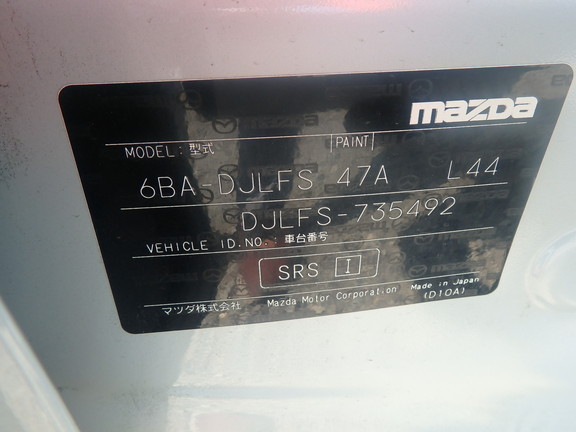 mazda
MODEL:型式 PAINT
6BA-DJLFS 47A L44
DJLFS-735492
VEHICLE ID.NO.:車台番号
SRS I
マツダ株式会社 Mazda Motor Corporation Made in Japan
(D10A)